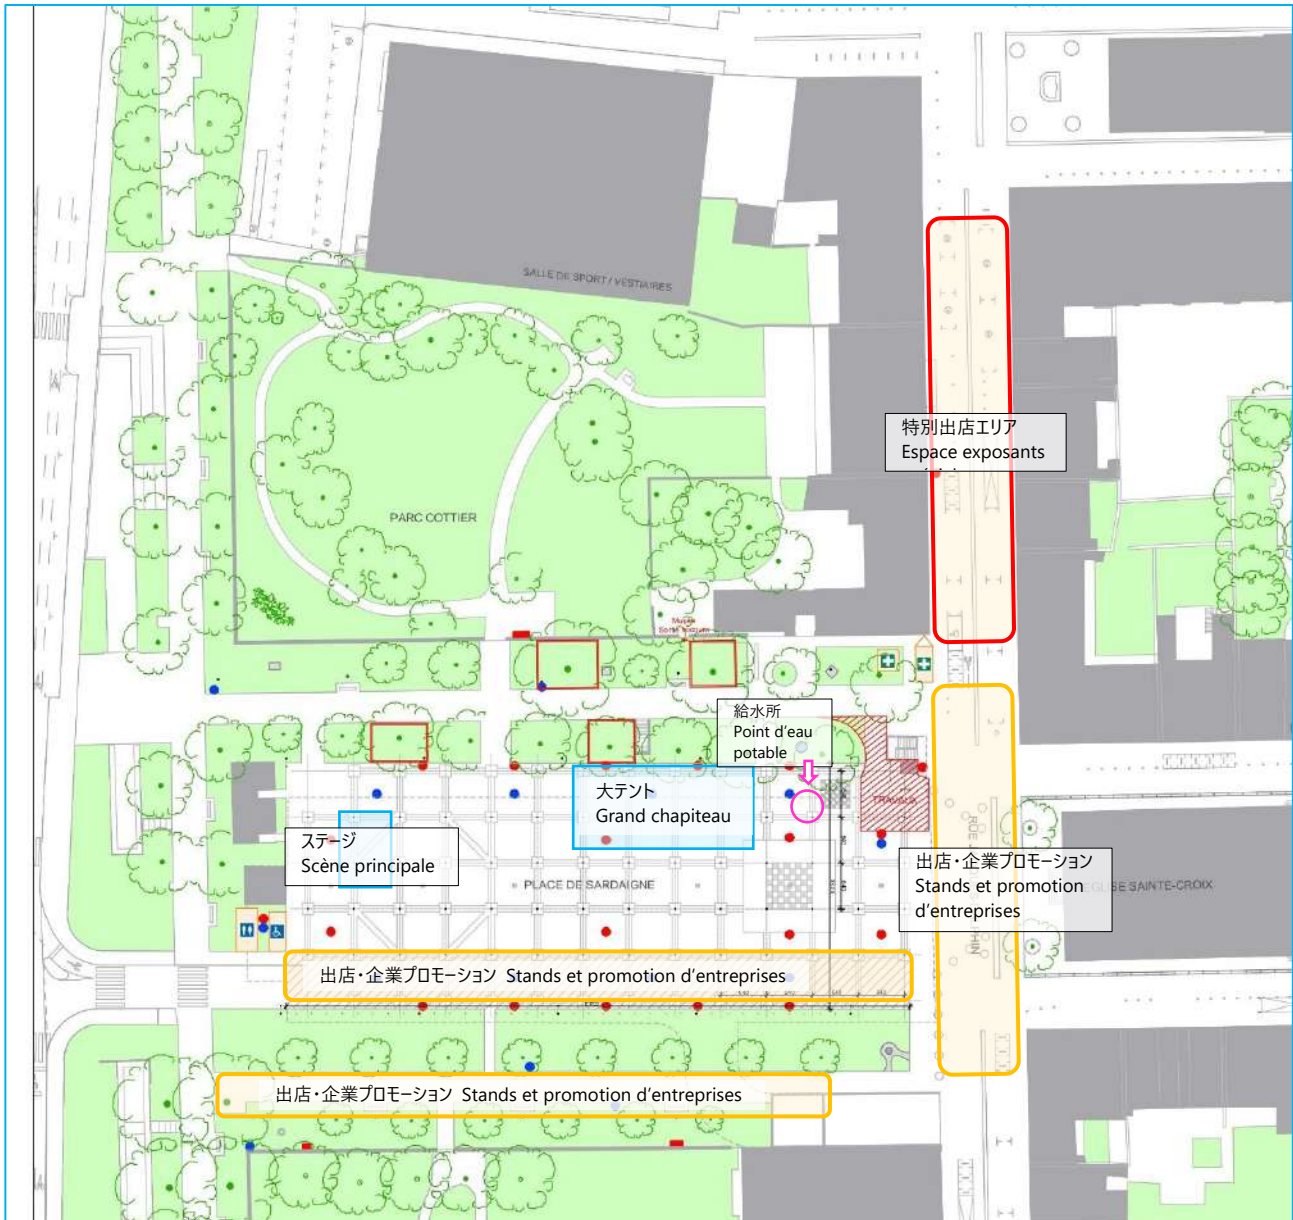 SALLE DE SPORT / VESTIAIRES
特別出店エリア
Espace exposants
PARC COTTIER
給水所
Point d'eau
potable
大テント
Grand chapiteau
TRAVAUX
ステージ
Scène principale
PLACE DE SARDAIGNE
出店・企業プロモーション
Stands et promotion
d'entreprises
EGLISE SAINTE-CROIX
出店・企業プロモーション Stands et promotion d'entreprises
出店・企業プロモーション Stands et promotion d'entreprises